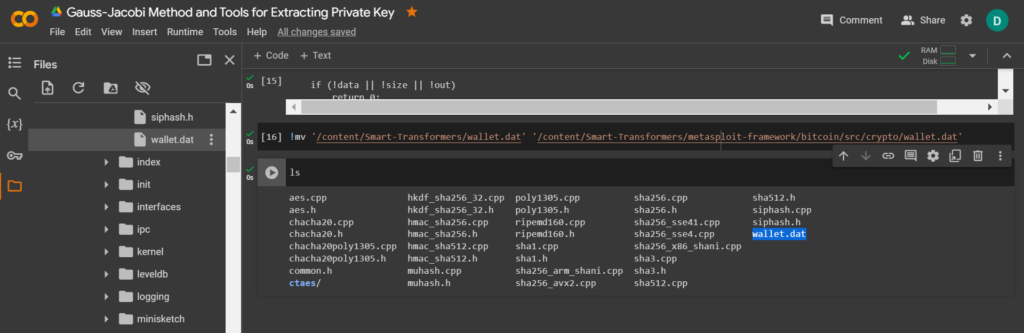 Gauss-Jacobi Method and Tools for Extracting Private Key
File Edit View Insert Runtime Tools Help All changes saved
Comment Share D
Files
+ Code + Text
RAM
Disk
{x}
siphash.h
wallet.dat
index
init
interfaces
ipc
kernel
leveldb
logging
minisketch
0s [15] if (!data || !size || !out)
return 0;
0s [16] !mv '/content/Smart-Transformers/wallet.dat' '/content/Smart-Transformers/metasploit-framework/bitcoin/src/crypto/wallet.dat'
0s ls
aes.cpp hkdf_sha256_32.cpp poly1305.cpp sha256.cpp sha512.h
aes.h hkdf_sha256_32.h poly1305.h sha256.h siphash.cpp
chacha20.cpp hmac_sha256.cpp ripemd160.cpp sha256_sse41.cpp siphash.h
chacha20.h hmac_sha256.h ripemd160.h sha256_sse4.cpp wallet.dat
chacha20poly1305.cpp hmac_sha512.cpp sha1.cpp sha256_x86_shani.cpp
chacha20poly1305.h hmac_sha512.h sha1.h sha3.cpp
common.h muhash.cpp sha256_arm_shani.cpp sha3.h
ctaes/ muhash.h sha256_avx2.cpp sha512.cpp